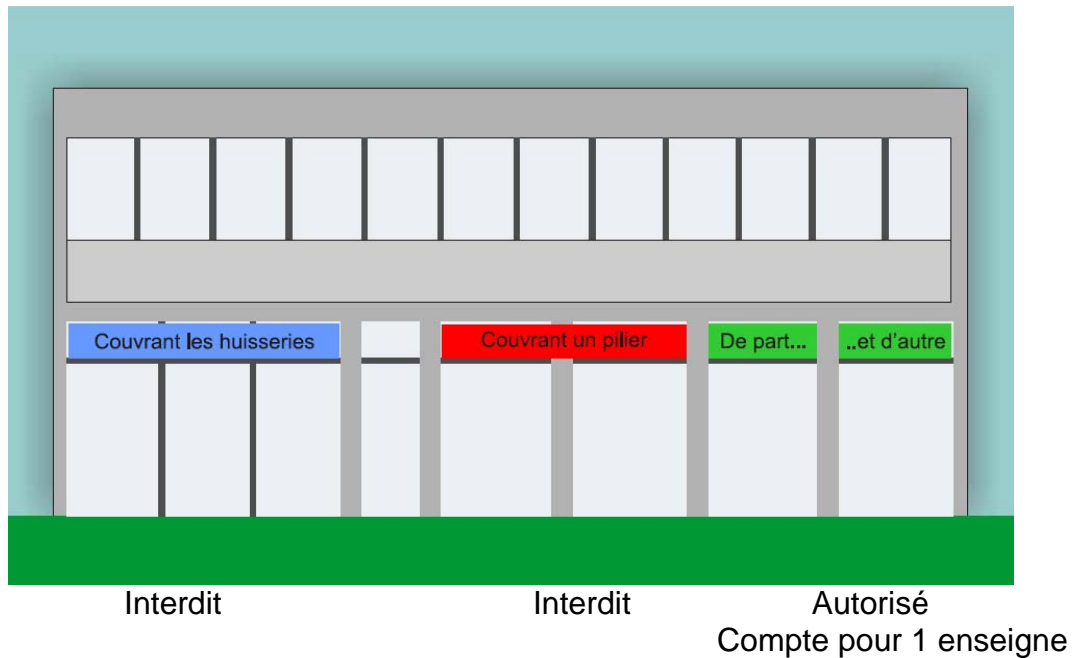 Couvrant les huisseries
Couvrant un pilier
De part...
..et d'autre
Interdit
Interdit
Autorisé
Compte pour 1 enseigne